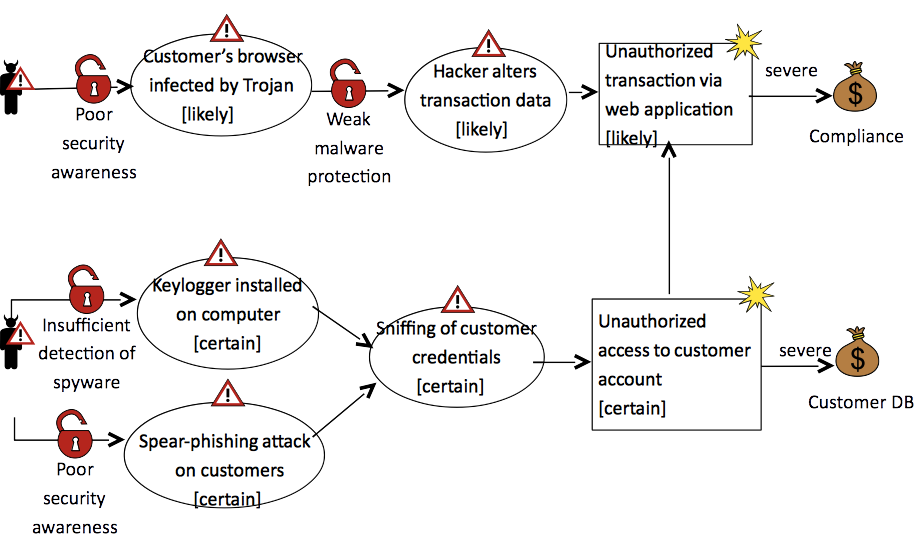 Customer's browser
infected by Trojan
[likely]
Poor
security
awareness
Weak
malware
protection
Hacker alters
transaction data
[likely]
Unauthorized
transaction via
web application
[likely]
severe
$
Compliance
Keylogger installed
on computer
[certain]
Insufficient
detection of
spyware
Spear-phishing attack
on customers
[certain]
Poor
security
awareness
Sniffing of customer
credentials
[certain]
Unauthorized
access to customer
account
[certain]
severe
$
Customer DB